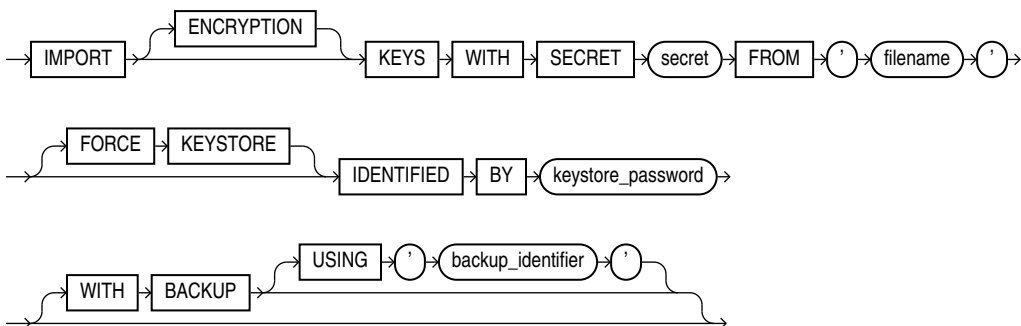 ENCRYPTION
IMPORT KEYS WITH SECRET secret FROM ' filename '
FORCE KEYSTORE
IDENTIFIED BY keystore_password
USING ' backup_identifier '
WITH BACKUP